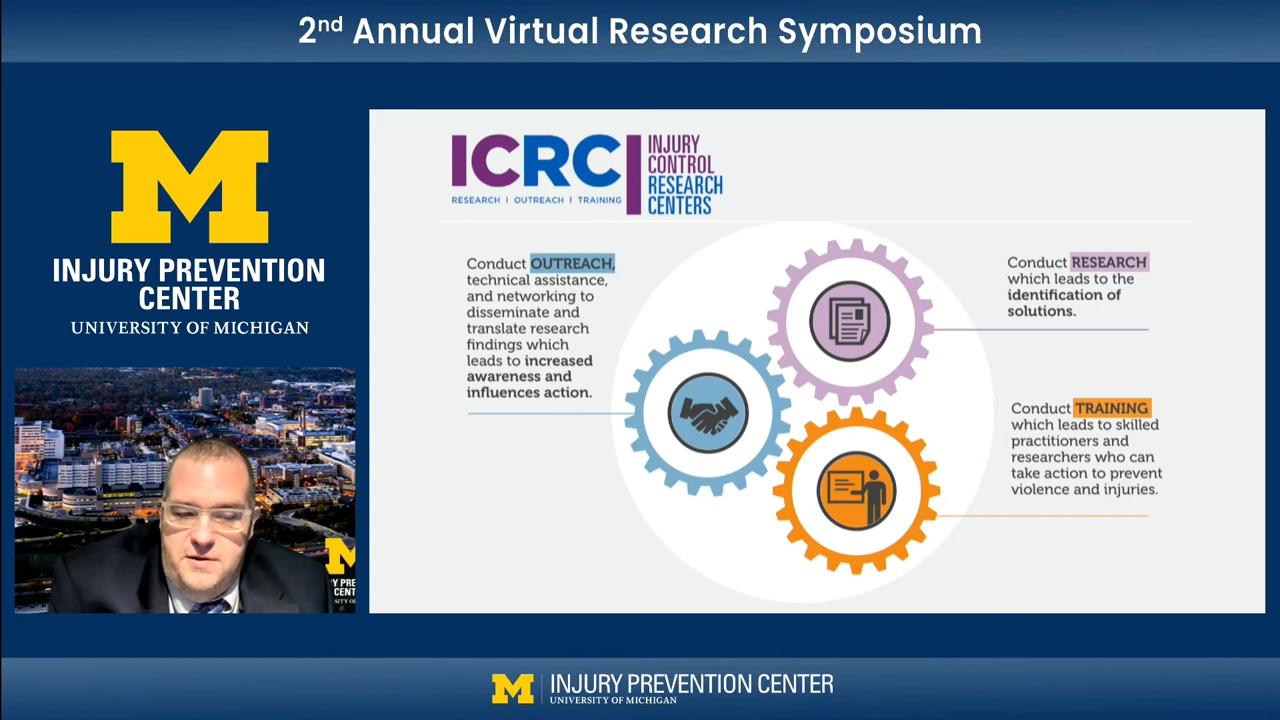 2nd Annual Virtual Research Symposium
M
INJURY PREVENTION
CENTER
UNIVERSITY OF MICHIGAN
ICRC
RESEARCH | OUTREACH | TRAINING
INJURY
CONTROL
RESEARCH
CENTERS
Conduct OUTREACH,
technical assistance,
and networking to
disseminate and
translate research
findings which
leads to increased
awareness and
influences action.
Conduct RESEARCH
which leads to the
identification of
solutions.
Conduct TRAINING
which leads to skilled
practitioners and
researchers who can
take action to prevent
violence and injuries.
M
M
INJURY PREVENTION CENTER
UNIVERSITY OF MICHIGAN